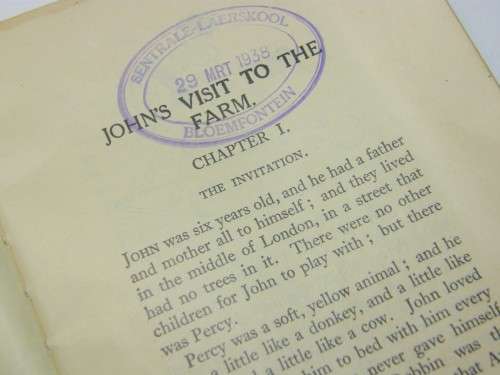 SENTRALE-LAERSKOOL
29 MRT 1938
BLOEMFONTEIN
JOHN'S VISIT TO THE
FARM.
CHAPTER I.
THE INVITATION.
JOHN was six years old, and he had a father
and mother all to himself; and they lived
in the middle of London, in a street that
had no trees in it. There were no other
children for John to play with; but there
was Percy.
Percy was a soft, yellow animal; and he
a little like a donkey, and a little like
d a little like a cow. John loved
him to bed with him every
never gave himself
bbin was the
that A